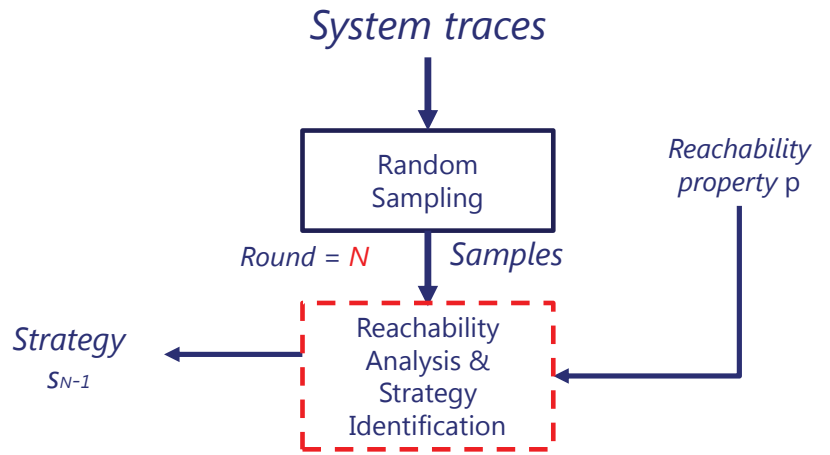 System traces
Random
Sampling
Reachability
property p
Round = N
Samples
Reachability
Analysis &
Strategy
Identification
Strategy
sN-1